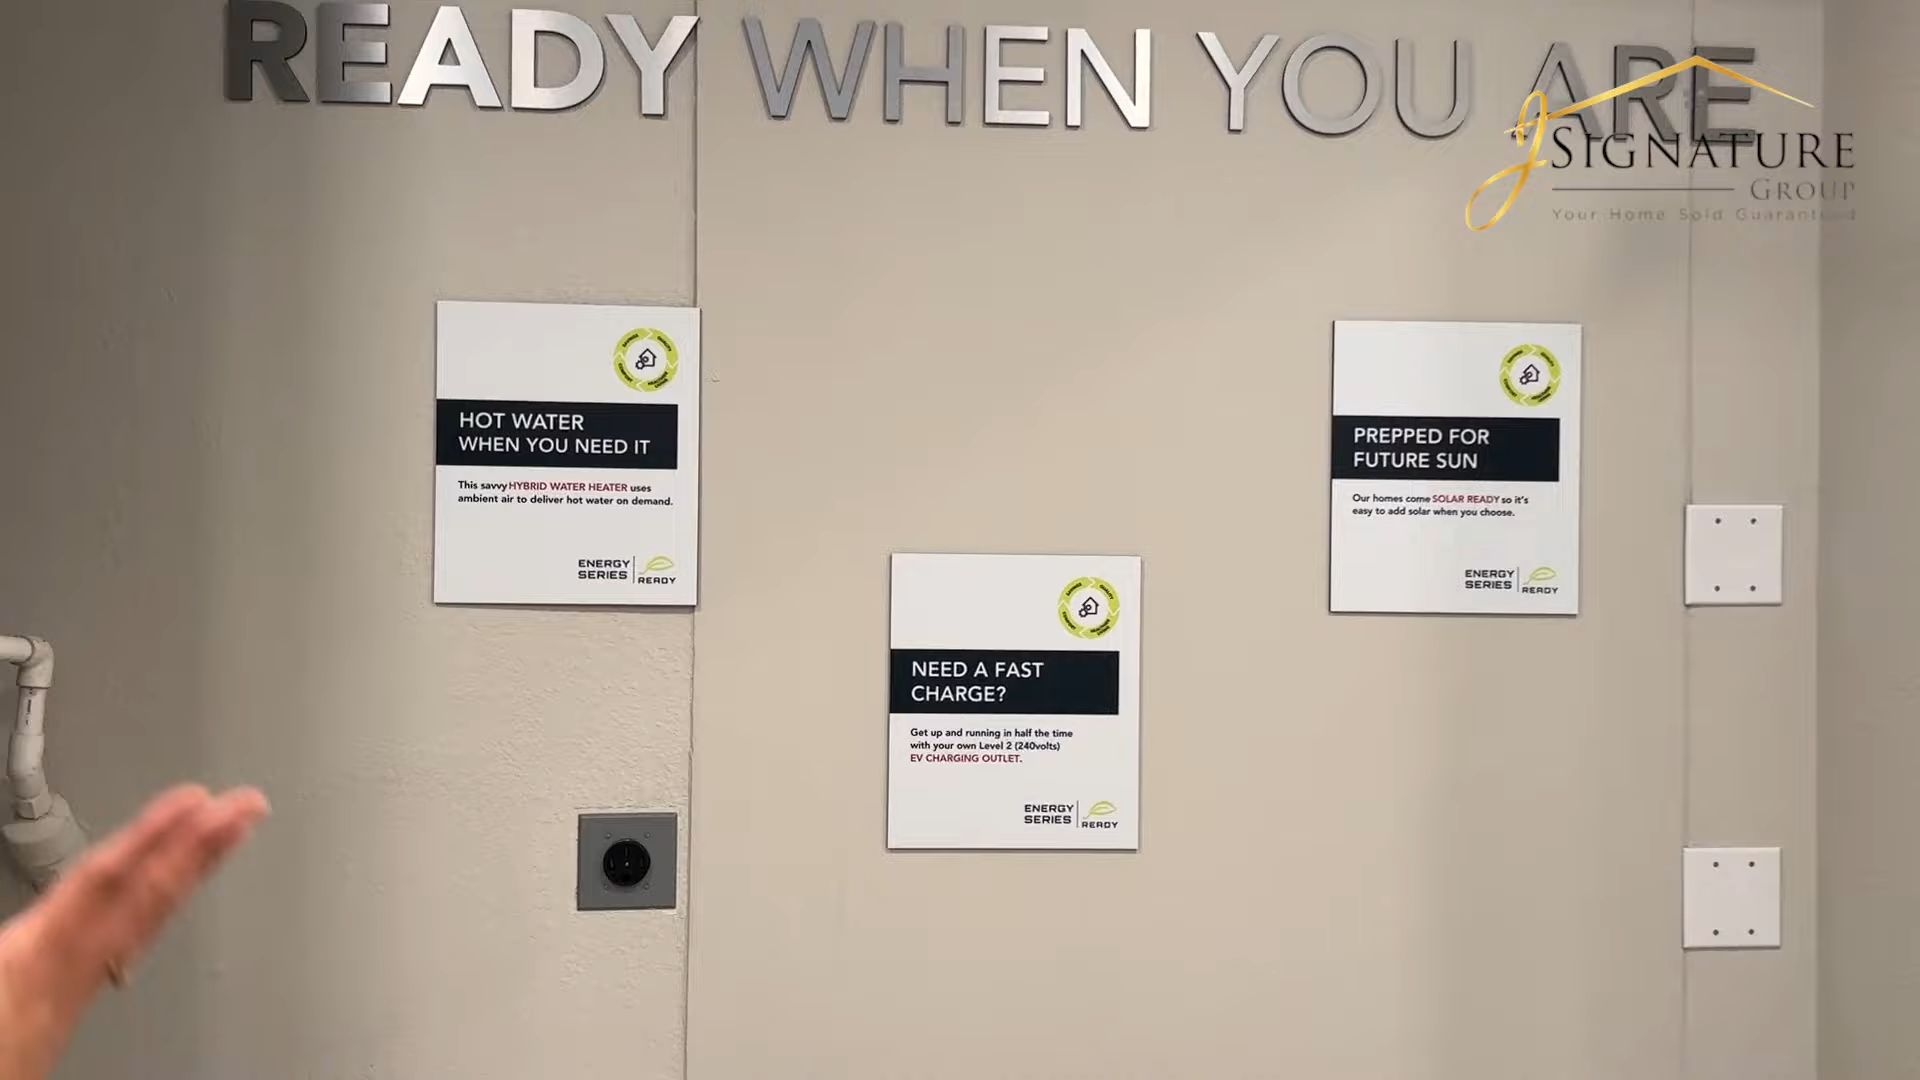 READY WHEN YOU ARE
J SIGNATURE
GROUP
Your Home Sold Guaranteed
HOT WATER
WHEN YOU NEED IT
This savvy HYBRID WATER HEATER uses
ambient air to deliver hot water on demand.
ENERGY
SERIES
READY
NEED A FAST
CHARGE?
Get up and running in half the time
with your own Level 2 (240volts)
EV CHARGING OUTLET.
ENERGY
SERIES
READY
PREPPED FOR
FUTURE SUN
Our homes come SOLAR READY so it's
easy to add solar when you choose.
ENERGY
SERIES
READY